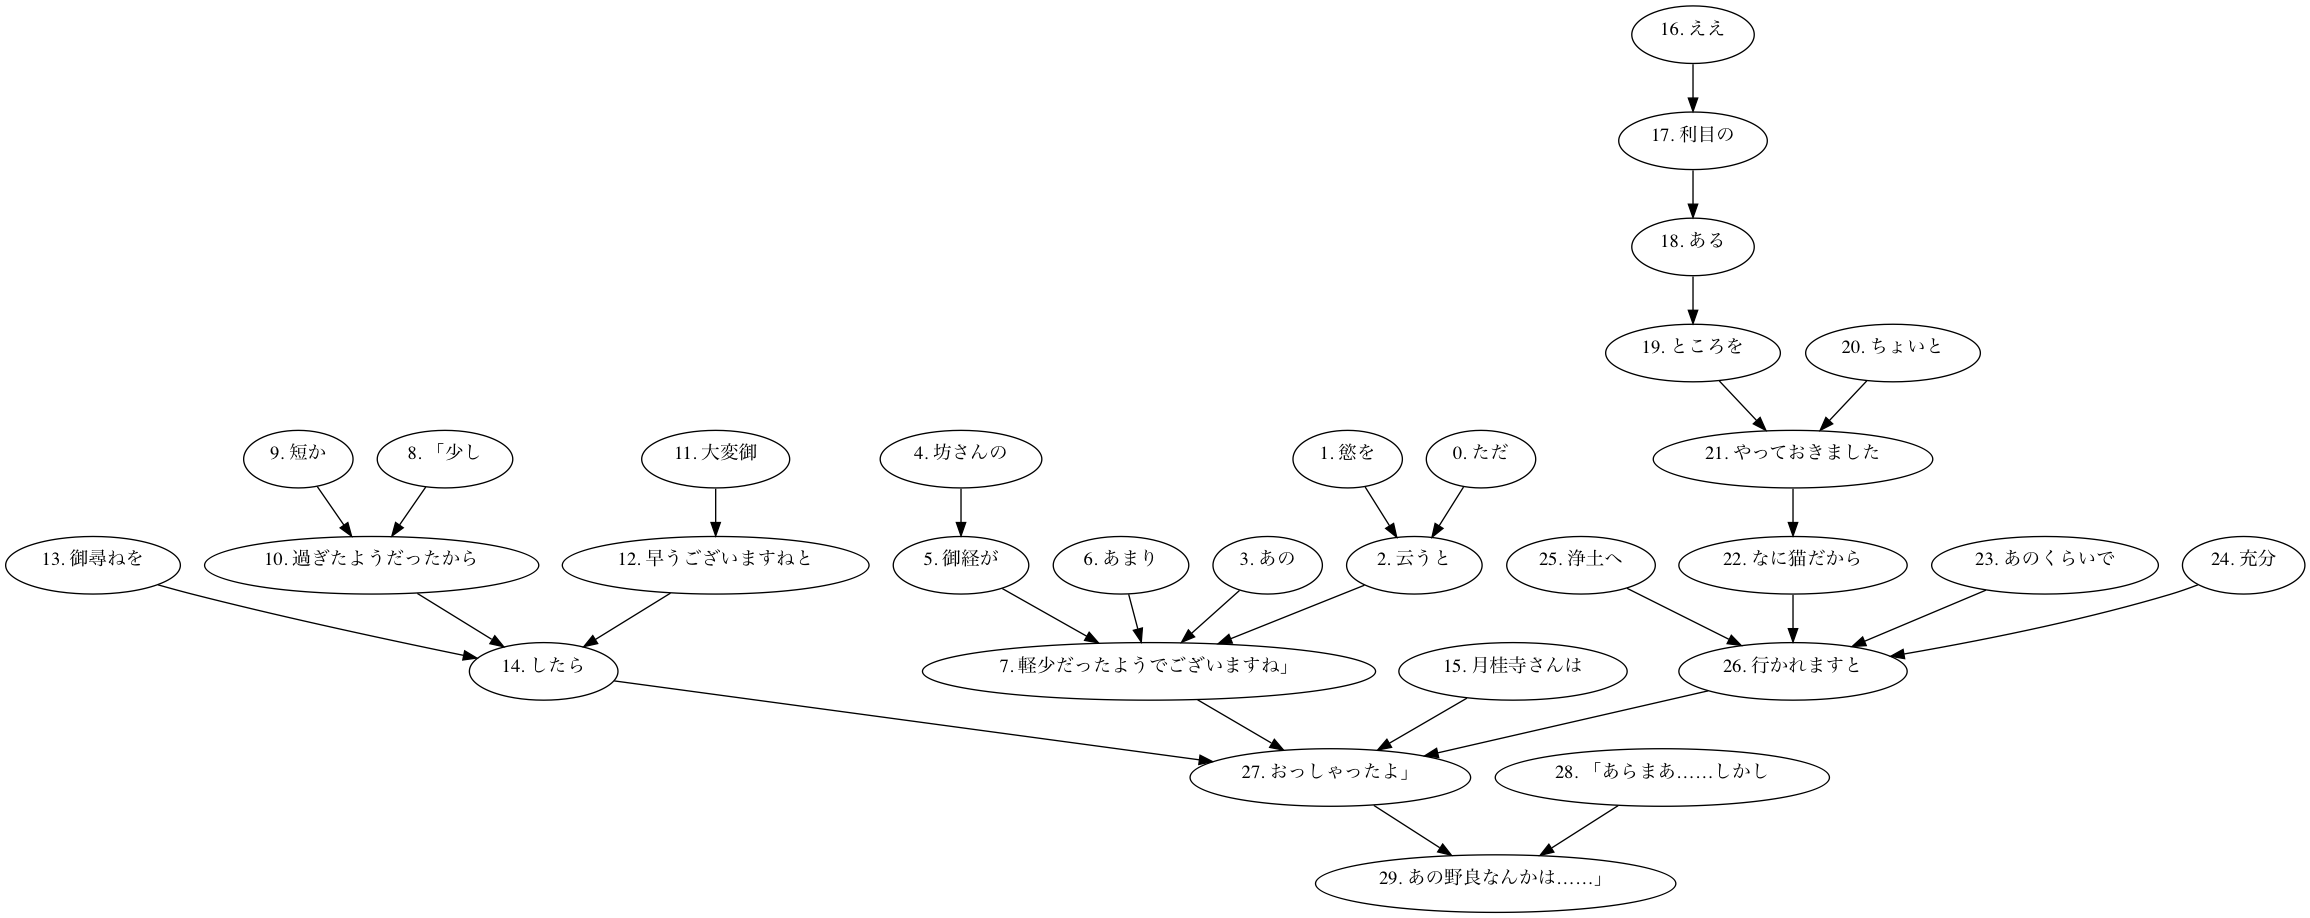 16. ええ
17. 利目の
18. ある
19. ところを
20. ちょいと
9. 短か
8. 「少し
11. 大変御
4. 坊さんの
1. 慾を
0. ただ
21. やっておきました
13. 御尋ねを
10. 過ぎたようだったから
12. 早うございますねと
5. 御経が
6. あまり
3. あの
2. 云うと
25. 浄土へ
22. なに猫だから
23. あのくらいで
24. 充分
14. したら
7. 軽少だったようでございますね」
15. 月桂寺さんは
26. 行かれますと
27. おっしゃったよ」
28. 「あらまあ……しかし
29. あの野良なんかは……」